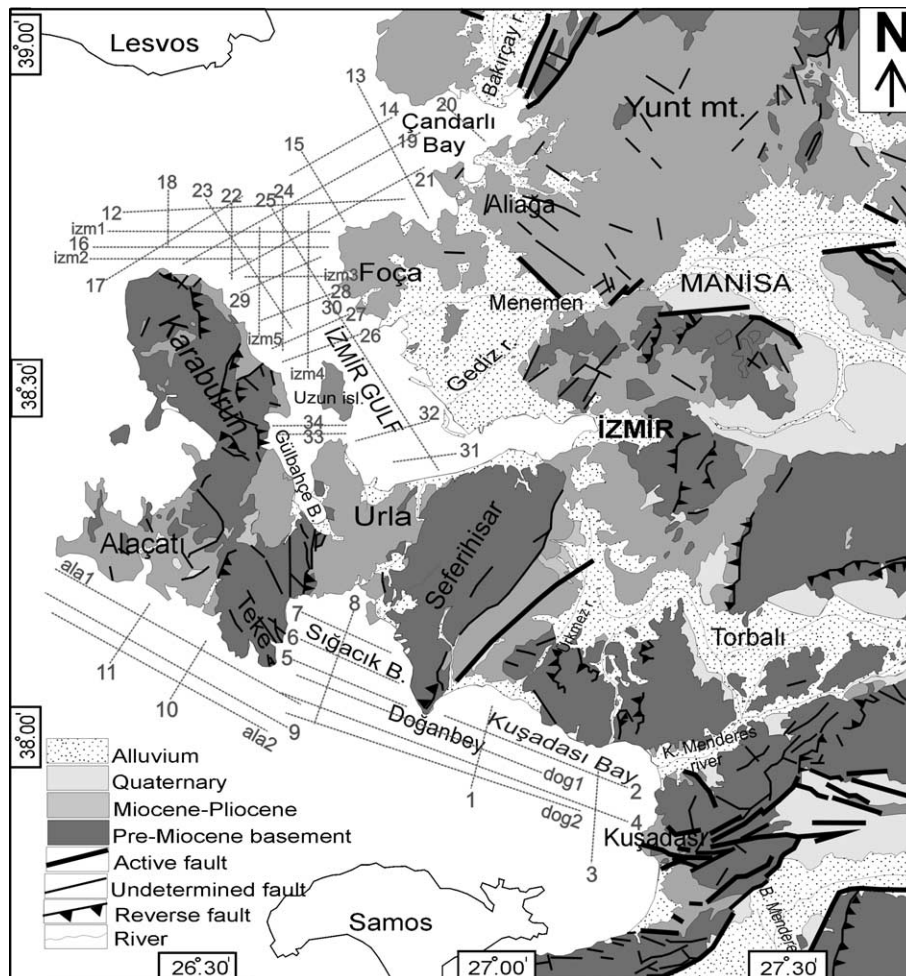 Lesvos
39°00'
N
Bakırçay r.
13
14
20
Çandarlı
Bay
Yunt mt.
15
19
18
23
22
24
25
21
12
izm1
16
izm2
17
Aliağa
izm3
Foça
MANİSA
29
28
30
27
26
Menemen
izm5
izm4
İZMİR GULF
Gediz r.
Karaburun
38°30'
Uzun isl.
34
33
32
31
İZMİR
Gülbahçe B.
Urla
Alaçatı
Seferihisar
ala1
Teke
7
8
6
5
Sığacık B.
Ürkmez r.
Torbalı
11
10
9
ala2
38°00'
Doğanbey
Kuşadası Bay
K. Menderes
river
dog1
2
1
dog2
4
Kuşadası
3
Alluvium
Quaternary
Miocene-Pliocene
Pre-Miocene basement
Active fault
Undetermined fault
Reverse fault
River
Samos
B. Menderes
26°30'
27°00'
27°30'